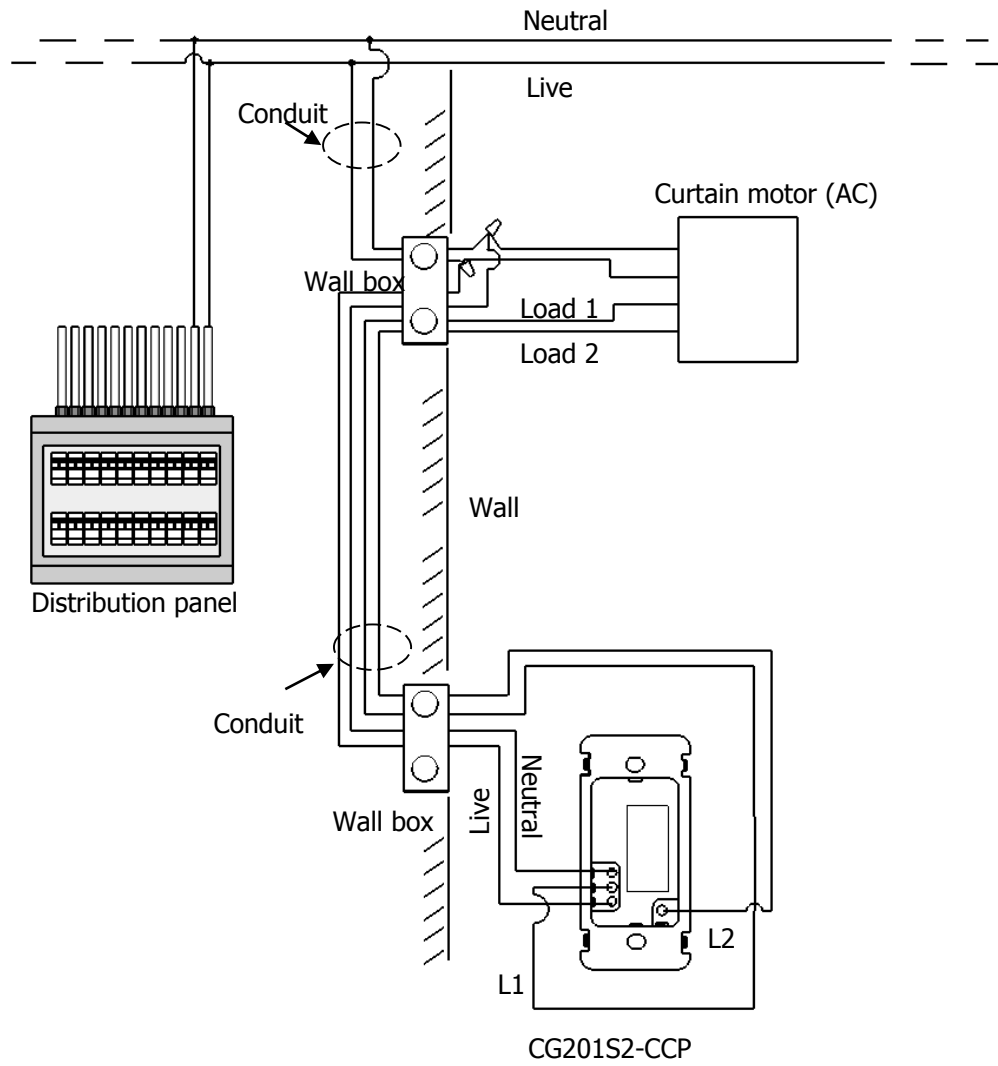 Neutral
Live
Conduit
Curtain motor (AC)
Wall box
Load 1
Load 2
Wall
Distribution panel
Conduit
Neutral
Live
Wall box
L2
L1
CG201S2-CCP